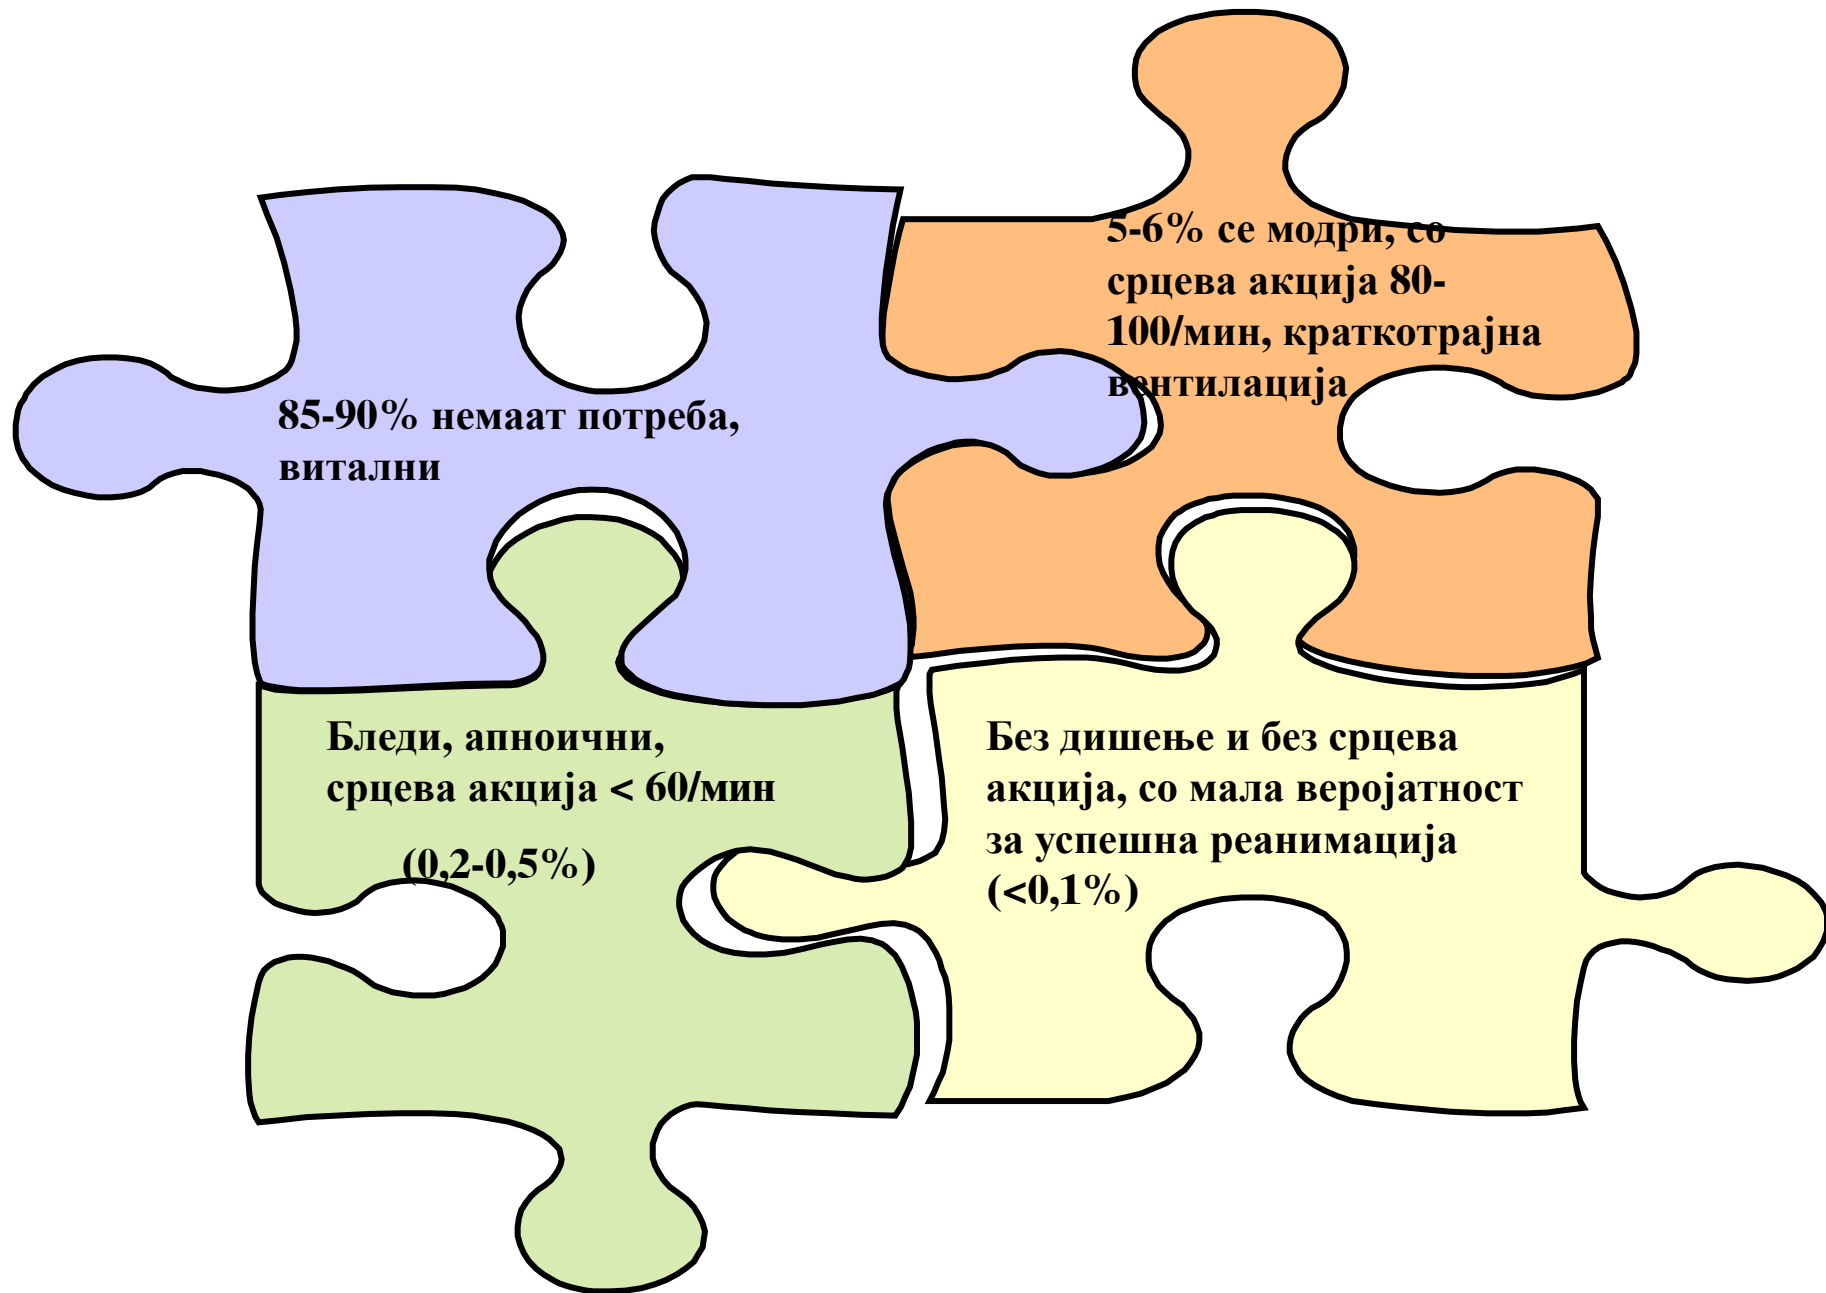 85-90% немаат потреба,
витални
5-6% се модри, со
срцева акција 80-
100/мин, краткотрајна
вентилација
Бледи, апноични,
срцева акција < 60/мин
(0,2-0,5%)
Без дишење и без срцева
акција, со мала веројатност
за успешна реанимација
(<0,1%)